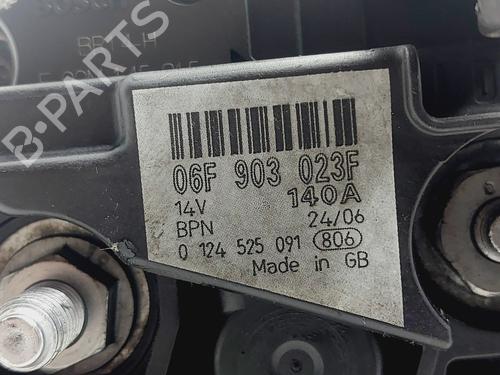 B-PARTS
06F 903 023F
14V 140A
BPN 24/06
0 124 525 091 806
Made in GB